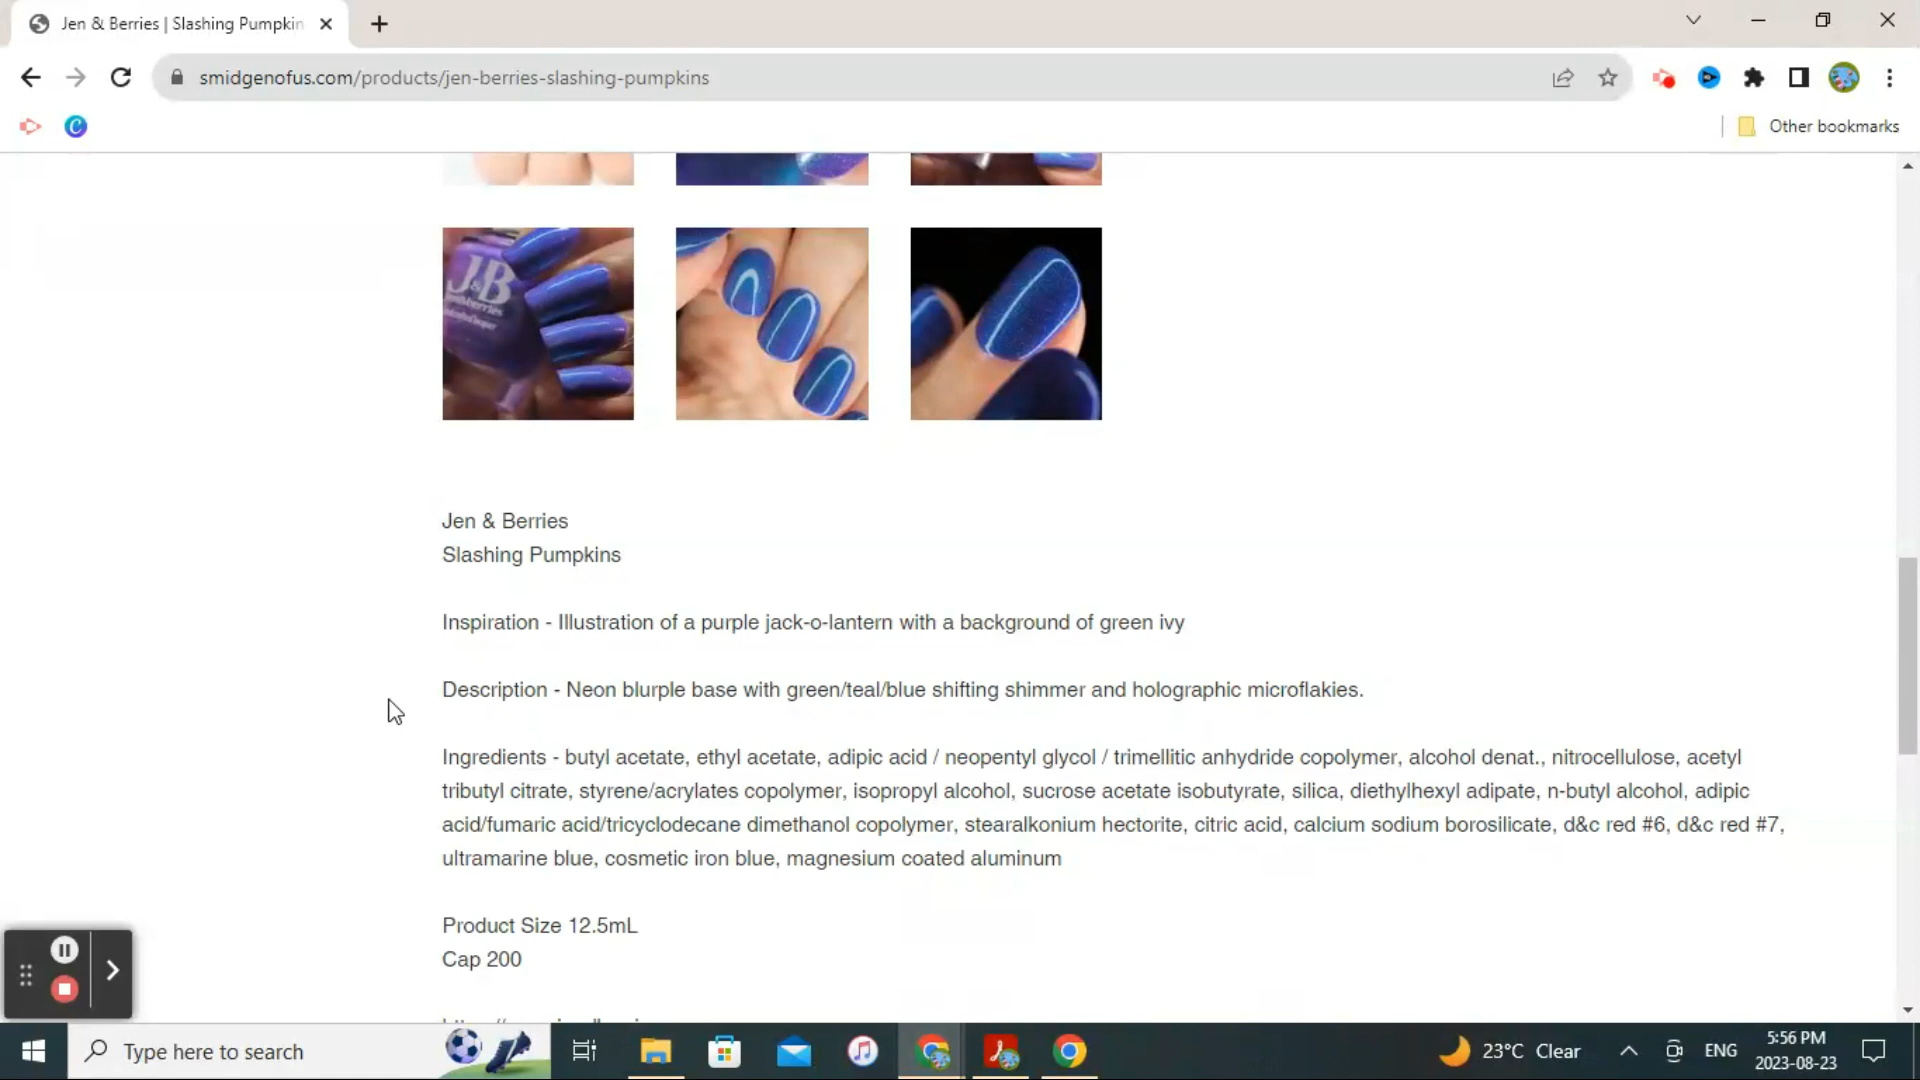 Jen & Berries | Slashing Pumpkin
smidgenofus.com/products/jen-berries-slashing-pumpkins
Other bookmarks
J&B
Jen & Berries
Slashing Pumpkins
Inspiration - Illustration of a purple jack-o-lantern with a background of green ivy
Description - Neon blurple base with green/teal/blue shifting shimmer and holographic microflakies.
Ingredients - butyl acetate, ethyl acetate, adipic acid / neopentyl glycol / trimellitic anhydride copolymer, alcohol denat., nitrocellulose, acetyl
tributyl citrate, styrene/acrylates copolymer, isopropyl alcohol, sucrose acetate isobutyrate, silica, diethylhexyl adipate, n-butyl alcohol, adipic
acid/fumaric acid/tricyclodecane dimethanol copolymer, stearalkonium hectorite, citric acid, calcium sodium borosilicate, d&c red #6, d&c red #7,
ultramarine blue, cosmetic iron blue, magnesium coated aluminum
Product Size 12.5mL
Cap 200
Type here to search
23°C Clear
ENG
5:56 PM
2023-08-23